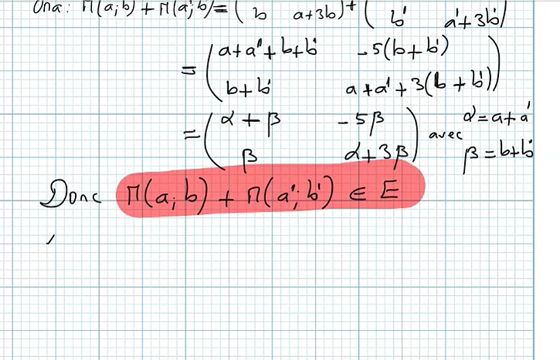 On a : M(a;b) + M(a';b') = ( b a+3b ) + ( b' a'+3b' )
= ( a+a'+b+b' -5(b+b')
b+b' a+a'+3(b+b') )
= ( α+β -5β
β α+3β ) avec α=a+a'
β=b+b'
Donc M(a;b) + M(a';b') ∈ E